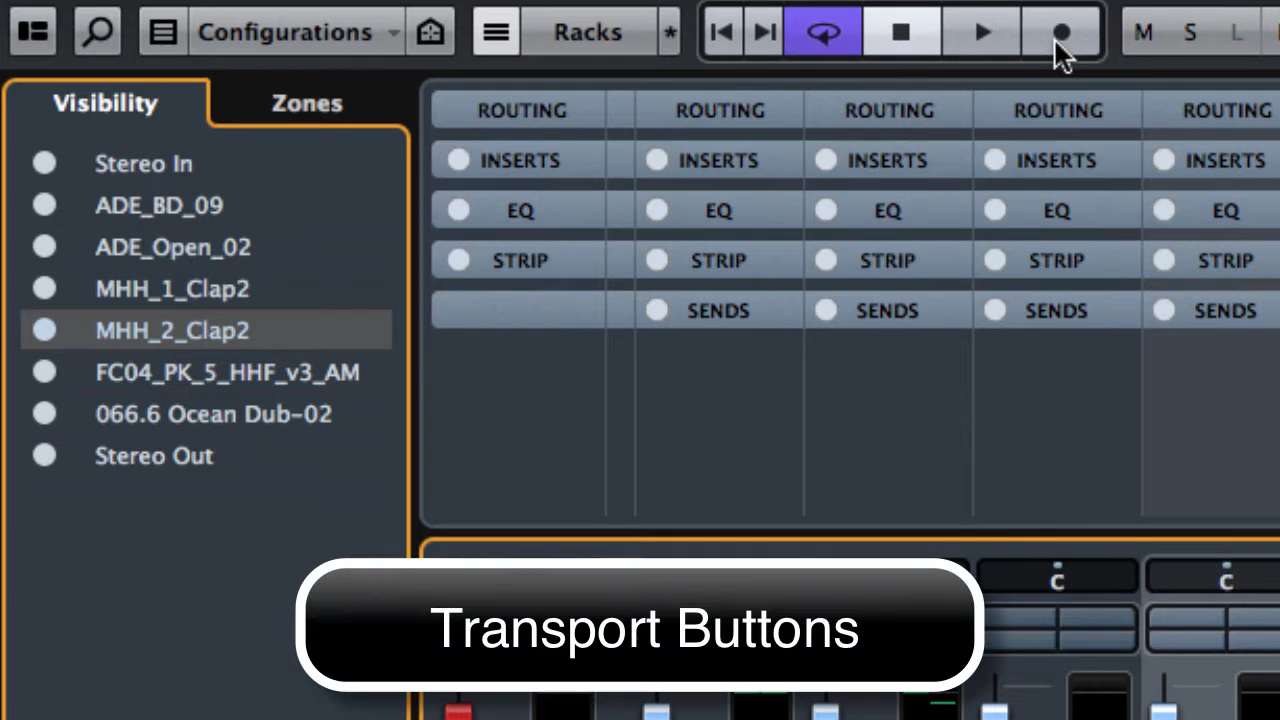 Configurations Racks * M S L
Visibility Zones
ROUTING ROUTING ROUTING ROUTING ROUTING
Stereo In
INSERTS INSERTS INSERTS INSERTS INSERTS
ADE_BD_09
EQ EQ EQ EQ EQ
ADE_Open_02
STRIP STRIP STRIP STRIP STRIP
MHH_1_Clap2
SENDS SENDS SENDS SENDS
MHH_2_Clap2
FC04_PK_5_HHF_v3_AM
066.6 Ocean Dub-02
Stereo Out
C C
Transport Buttons